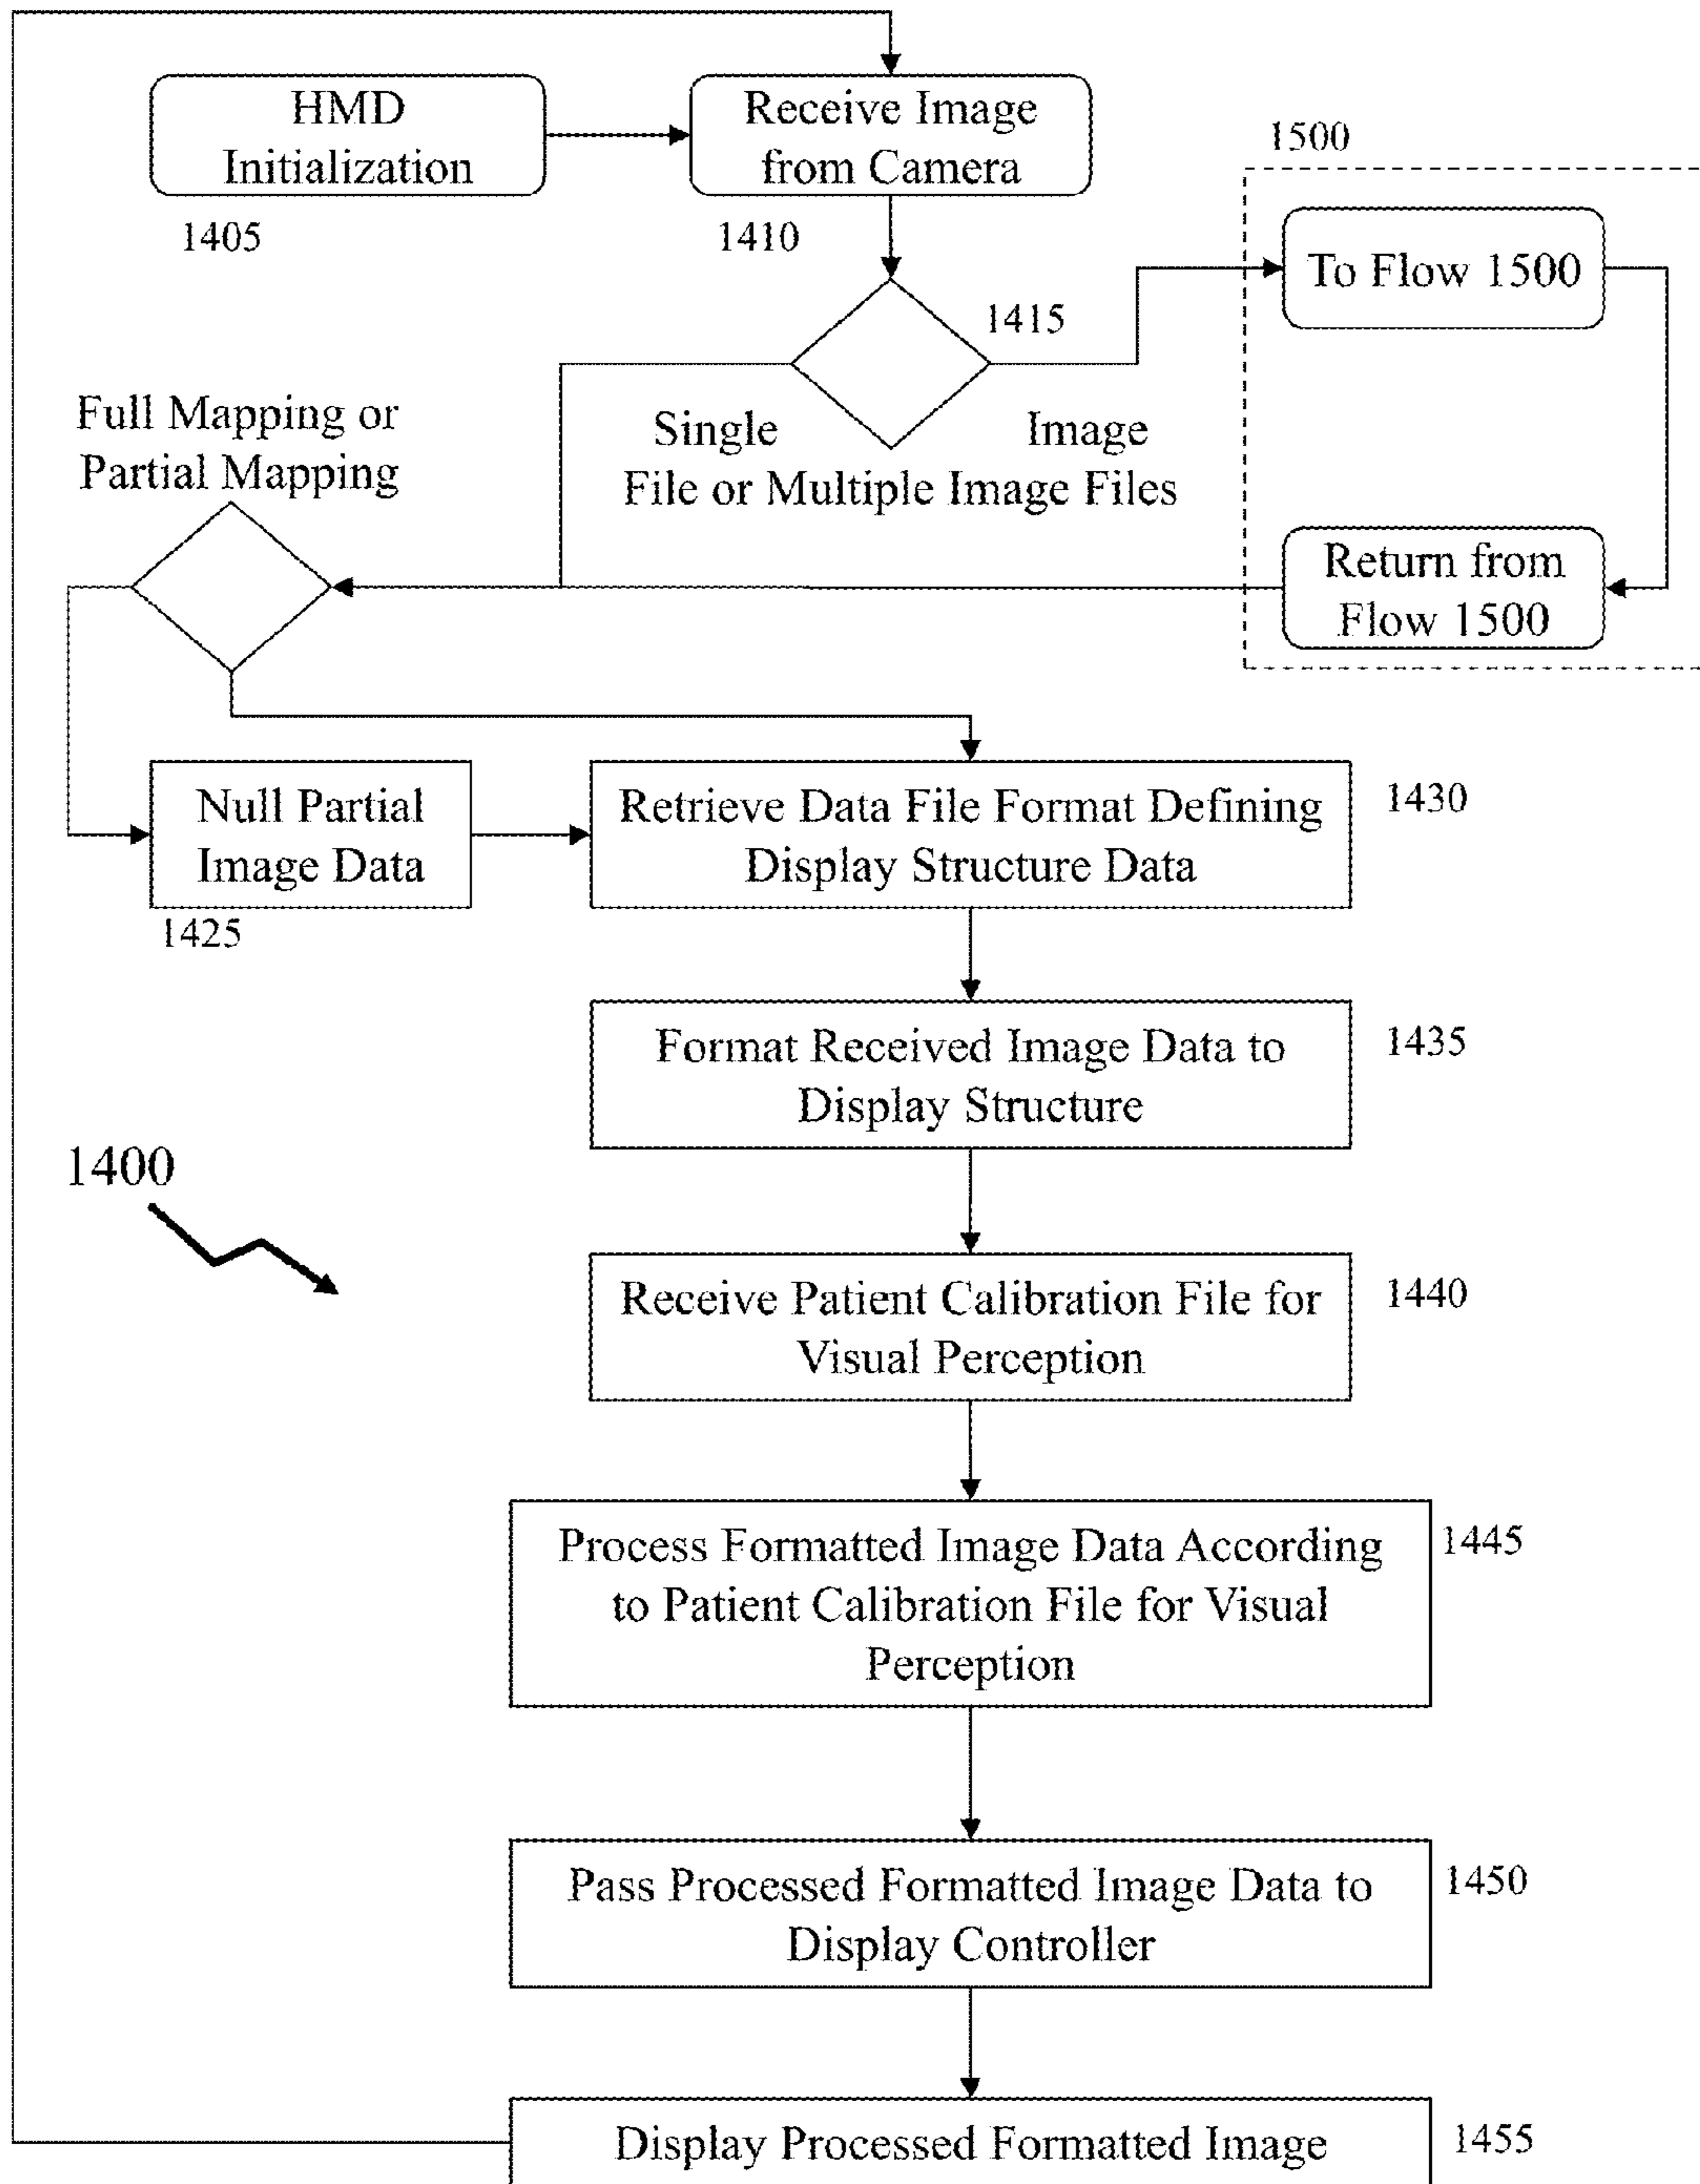 HMD
Initialization
1405
Receive Image
from Camera
1410
1500
To Flow 1500
1415
Full Mapping or
Partial Mapping
Single Image
File or Multiple Image Files
Return from
Flow 1500
Null Partial
Image Data
1425
Retrieve Data File Format Defining
Display Structure Data
1430
Format Received Image Data to
Display Structure
1435
1400
Receive Patient Calibration File for
Visual Perception
1440
Process Formatted Image Data According
to Patient Calibration File for Visual
Perception
1445
Pass Processed Formatted Image Data to
Display Controller
1450
Display Processed Formatted Image
1455